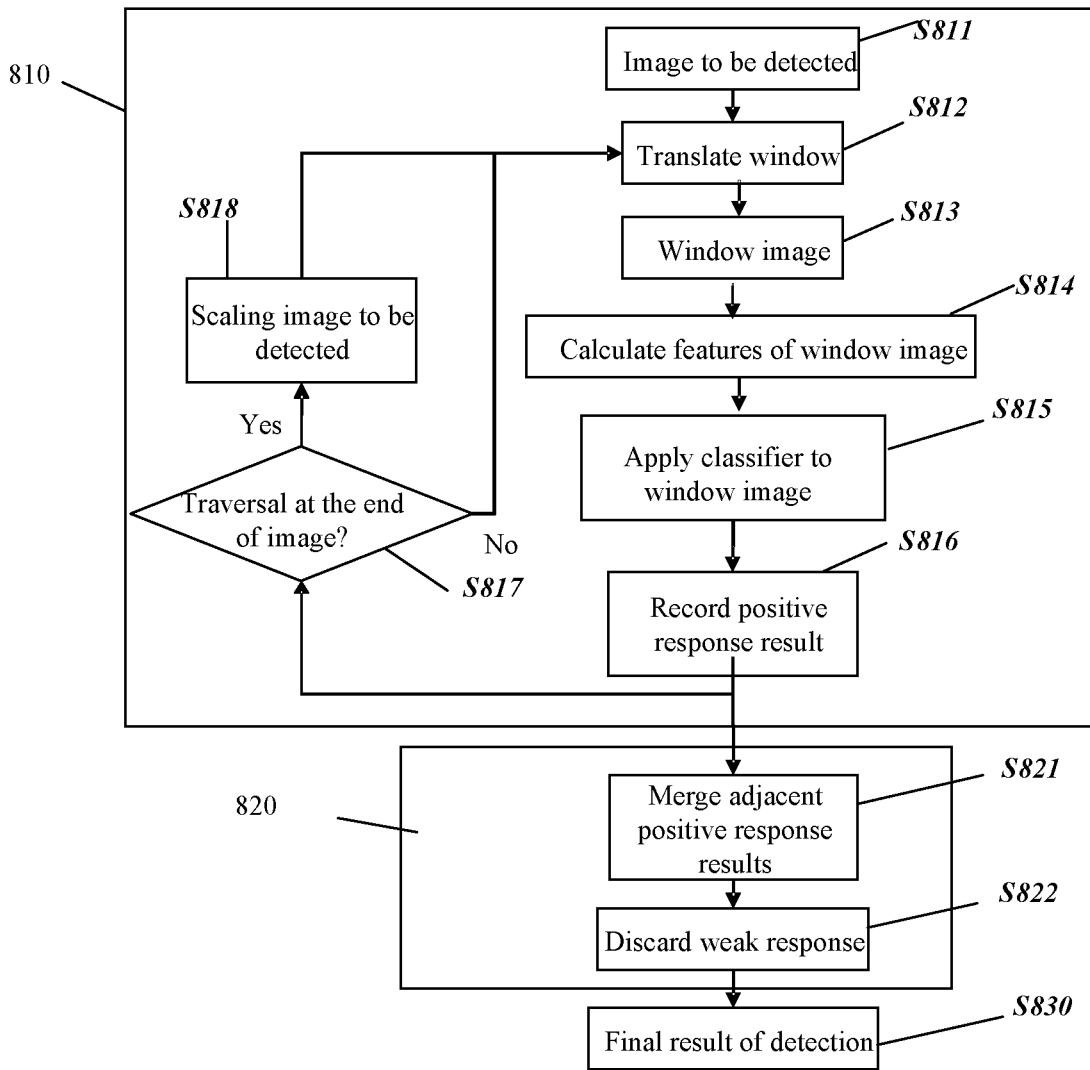 S811
810
Image to be detected
S812
Translate window
S818
S813
Window image
S814
Scaling image to be
detected
Calculate features of window image
S815
Yes
Apply classifier to
window image
Traversal at the end
of image?
No
S816
S817
Record positive
response result
S821
820
Merge adjacent
positive response
results
S822
Discard weak response
S830
Final result of detection